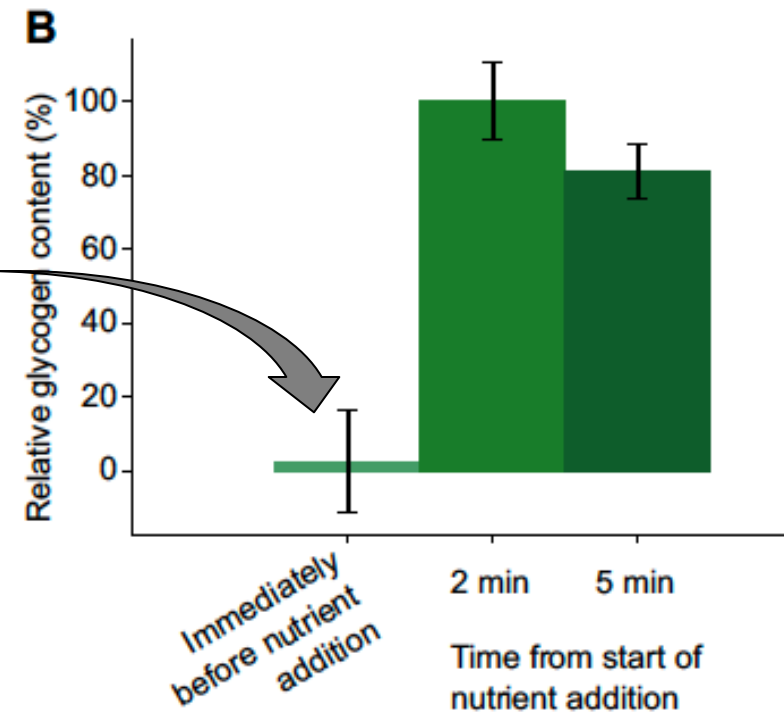 B
Relative glycogen content (%)
100
80
60
40
20
0
Immediately
before nutrient
addition
2 min
5 min
Time from start of
nutrient addition